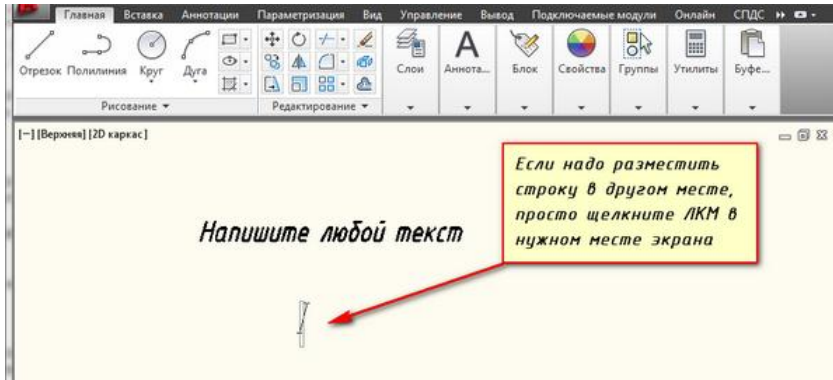 Главная Вставка Аннотации Параметризация Вид Управление Вывод Подключаемые модули Онлайн СПДС
Отрезок Полилиния Круг Дуга Слои Аннота... Блок Свойства Группы Утилиты Буфе...
Рисование Редактирование
[−] [Верхняя] [2D каркас]
Если надо разместить
строку в другом месте,
просто щелкните ЛКМ в
нужном месте экрана
Напишите любой текст